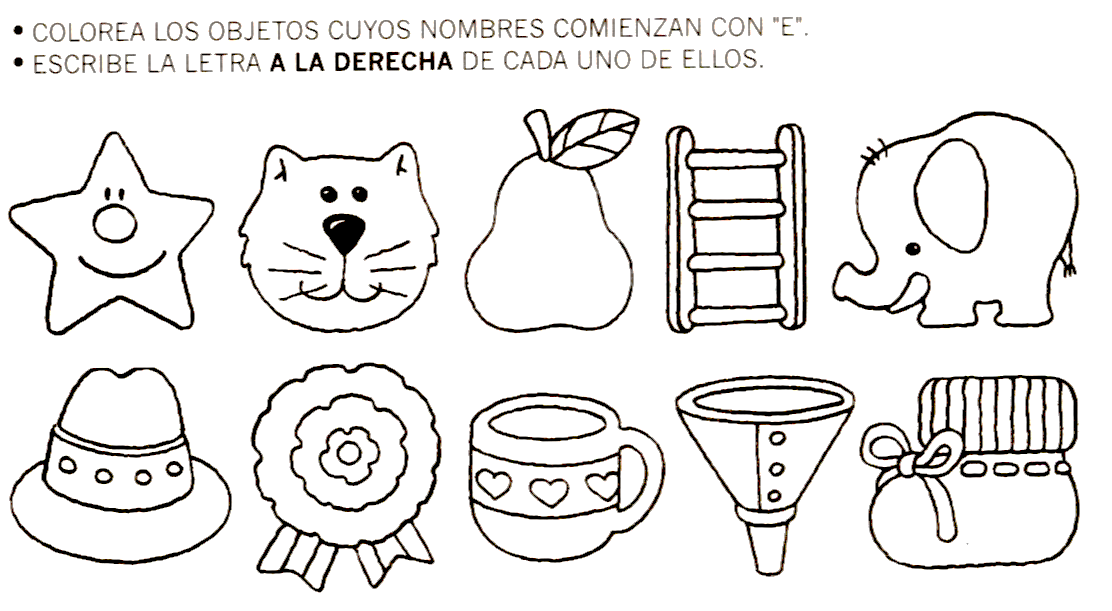 • COLOREA LOS OBJETOS CUYOS NOMBRES COMIENZAN CON "E".
• ESCRIBE LA LETRA A LA DERECHA DE CADA UNO DE ELLOS.